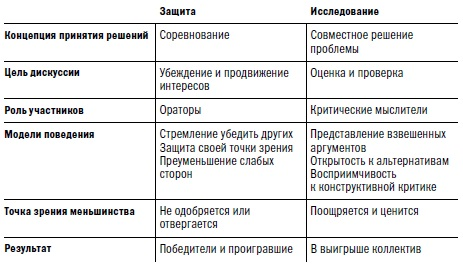 Защита Исследование
Концепция принятия решений Соревнование Совместное решение
проблемы
Цель дискуссии Убеждение и продвижение Оценка и проверка
интересов
Роль участников Ораторы Критические мыслители
Модели поведения Стремление убедить других Представление взвешенных
Защита своей точки зрения аргументов
Преуменьшение слабых Открытость к альтернативам
сторон Восприимчивость
к конструктивной критике
Точка зрения меньшинства Не одобряется или Поощряется и ценится
отвергается
Результат Победители и проигравшие В выигрыше коллектив